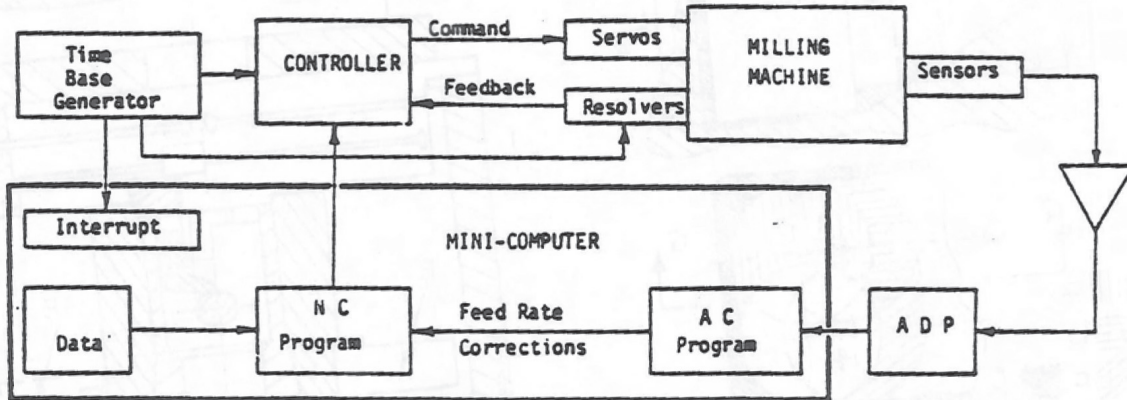 Time
Base
Generator
CONTROLLER
Command
Feedback
Servos
Resolvers
MILLING
MACHINE
Sensors
Interrupt
MINI-COMPUTER
Data
N C
Program
Feed Rate
Corrections
A C
Program
A D P